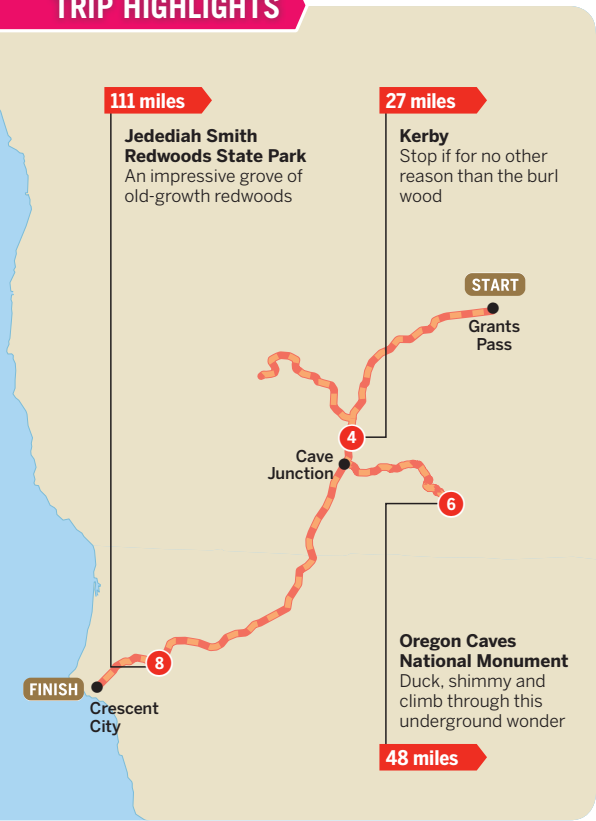 TRIP HIGHLIGHTS
111 miles
Jedediah Smith
Redwoods State Park
An impressive grove of
old-growth redwoods
27 miles
Kerby
Stop if for no other
reason than the burl
wood
START
Grants
Pass
4
Cave
Junction
6
8
FINISH
Crescent
City
Oregon Caves
National Monument
Duck, shimmy and
climb through this
underground wonder
48 miles